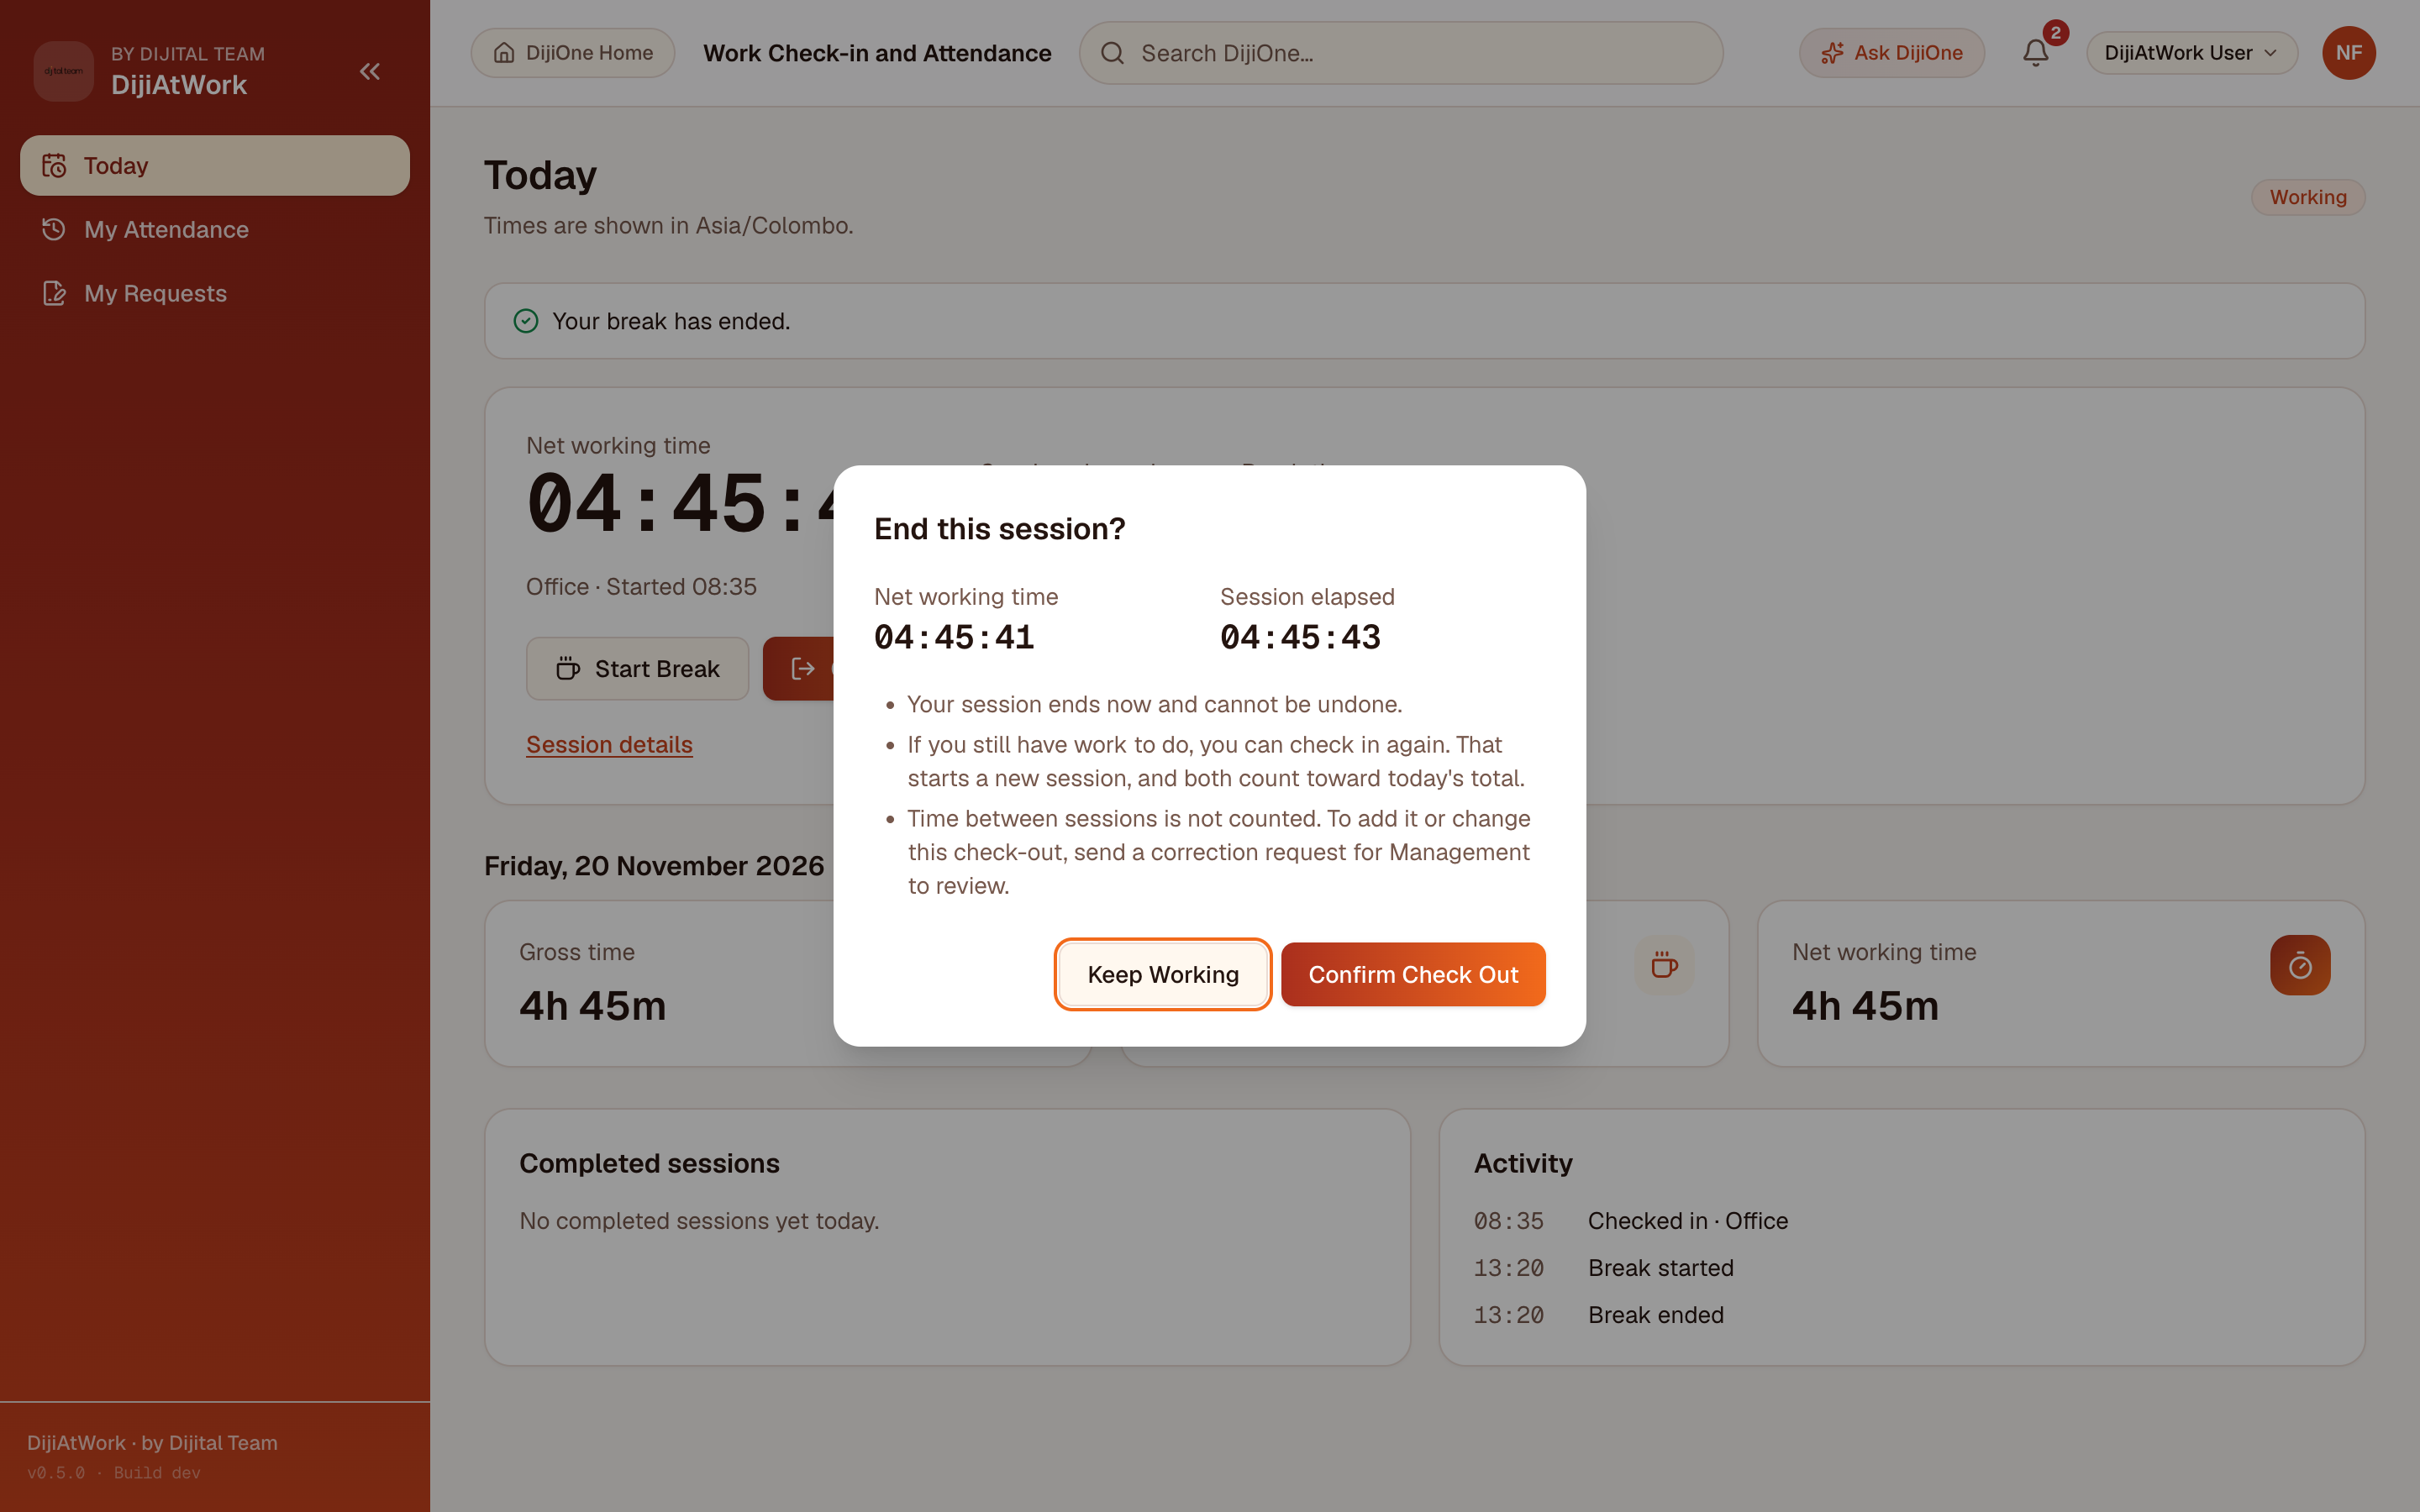 dijital team
BY DIJITAL TEAM
DijiAtWork
Today
My Attendance
My Requests
DijiAtWork · by Dijital Team
v0.5.0 · Build dev
DijiOne Home
Work Check-in and Attendance
Search DijiOne...
Ask DijiOne
2
DijiAtWork User
NF
Today
Times are shown in Asia/Colombo.
Working
Your break has ended.
Net working time
04:45:4
Office · Started 08:35
Start Break
Session details
End this session?
Net working time
Session elapsed
04:45:41
04:45:43
• Your session ends now and cannot be undone.
• If you still have work to do, you can check in again. That
starts a new session, and both count toward today's total.
• Time between sessions is not counted. To add it or change
this check-out, send a correction request for Management
to review.
Keep Working
Confirm Check Out
Friday, 20 November 2026
Gross time
4h 45m
Net working time
4h 45m
Completed sessions
No completed sessions yet today.
Activity
08:35 Checked in · Office
13:20 Break started
13:20 Break ended